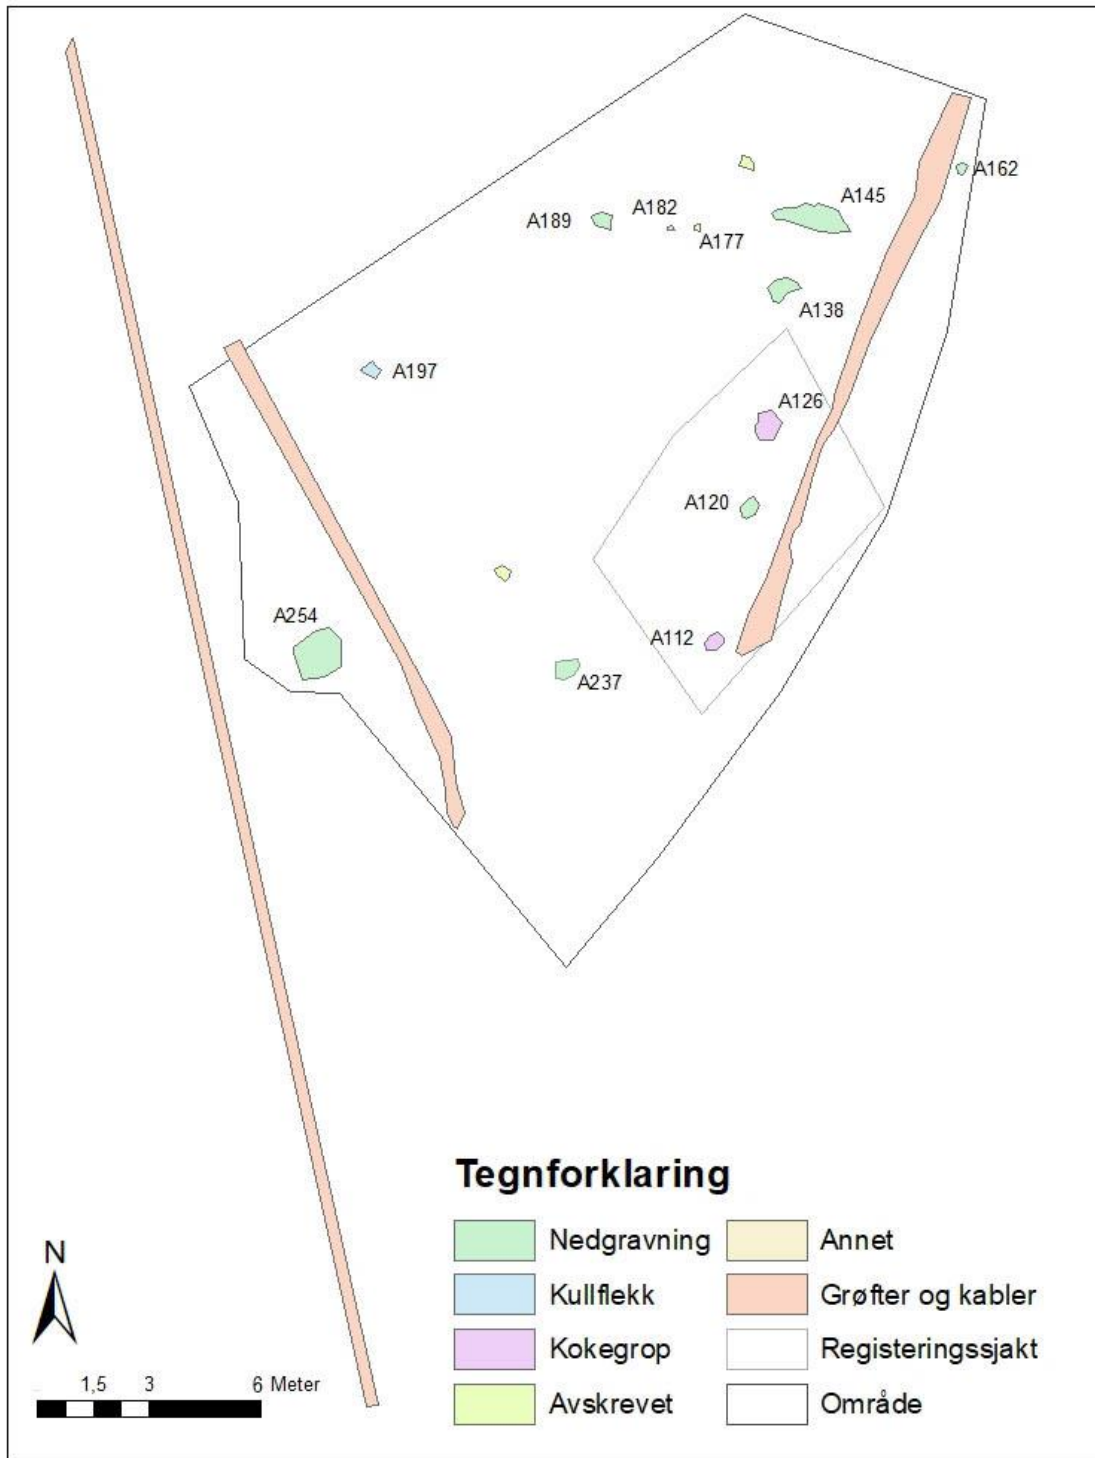 A162
A145
A182
A189
A177
A138
A197
A126
A120
A254
A112
A237
Tegnforklaring
Nedgravning
Annet
Kullflekk
Grøfter og kabler
Kokegrop
Registeringssjakt
Avskrevet
Område
N
1,5 3 6 Meter